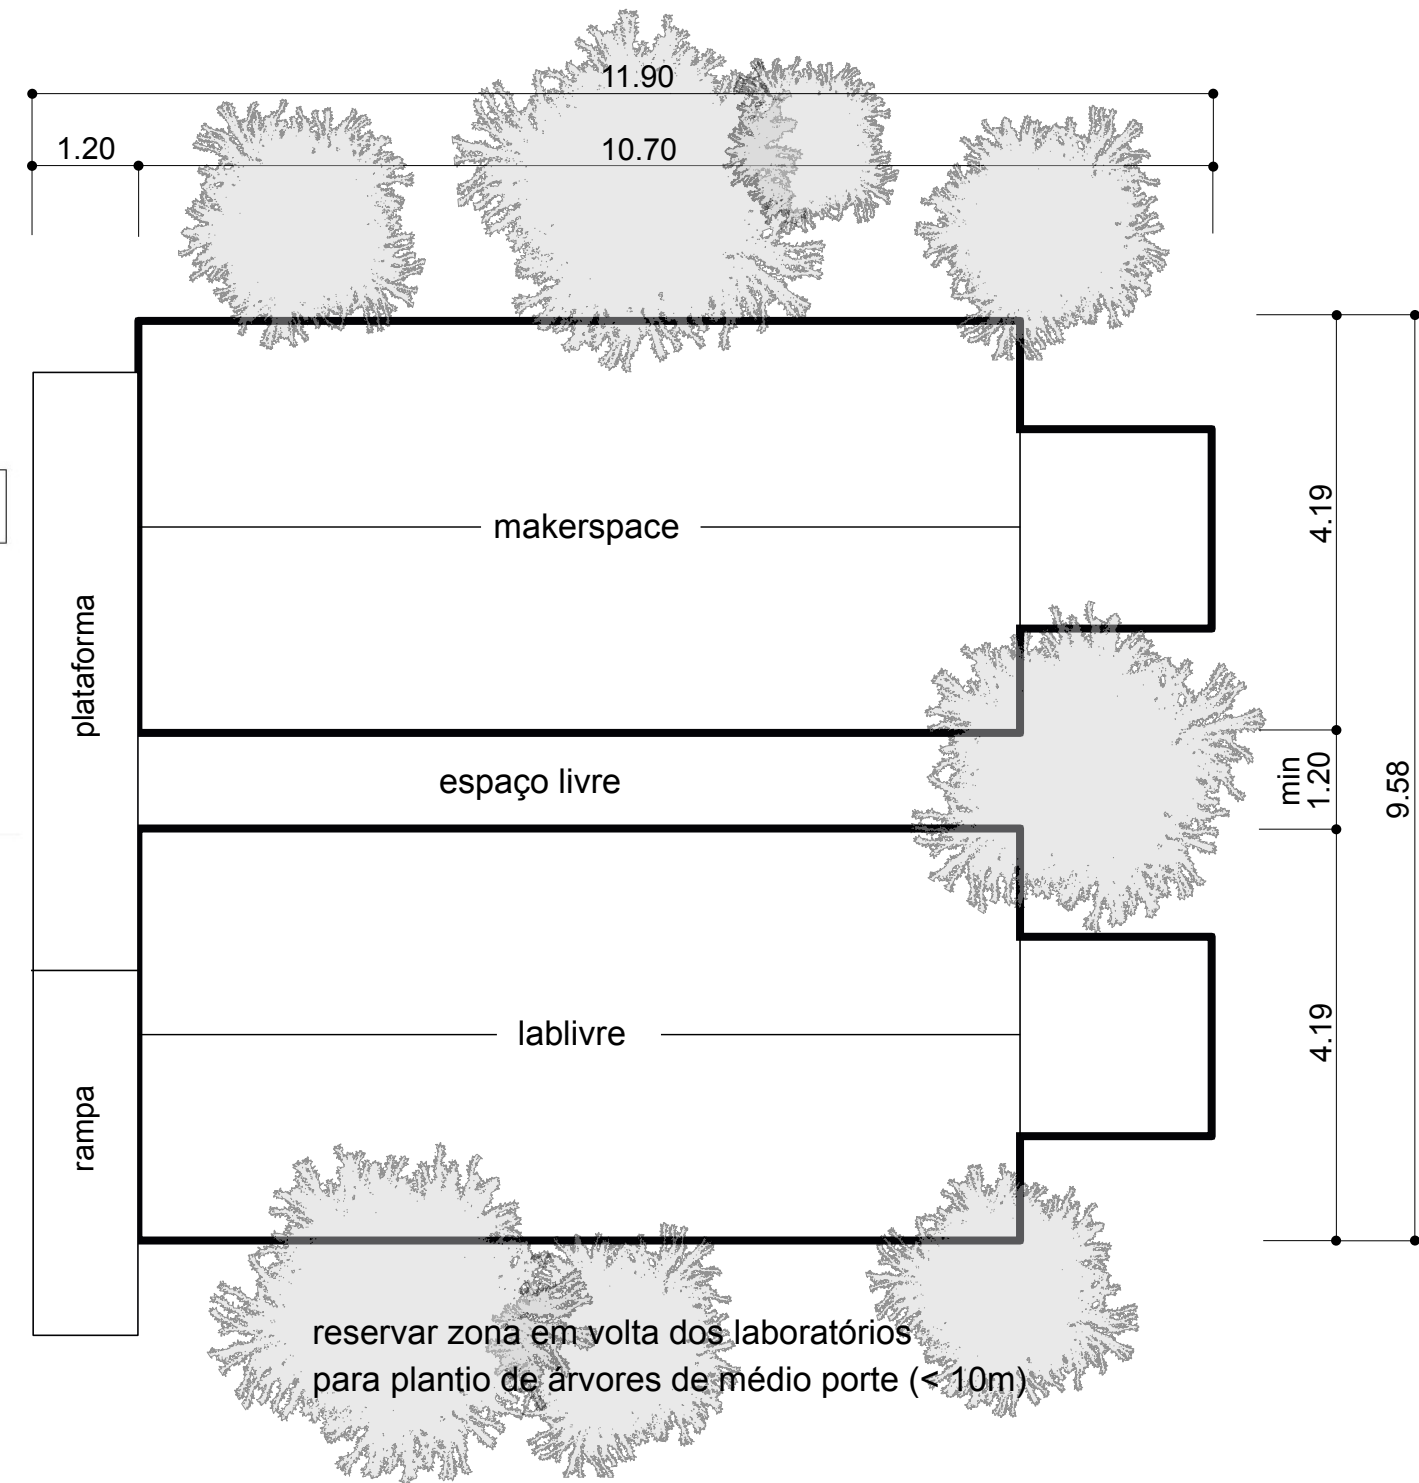 11.90
1.20
10.70
makerspace
4.19
plataforma
espaço livre
min
1.20
9.58
lablivre
4.19
rampa
reservar zona em volta dos laboratórios
para plantio de árvores de médio porte (< 10m)